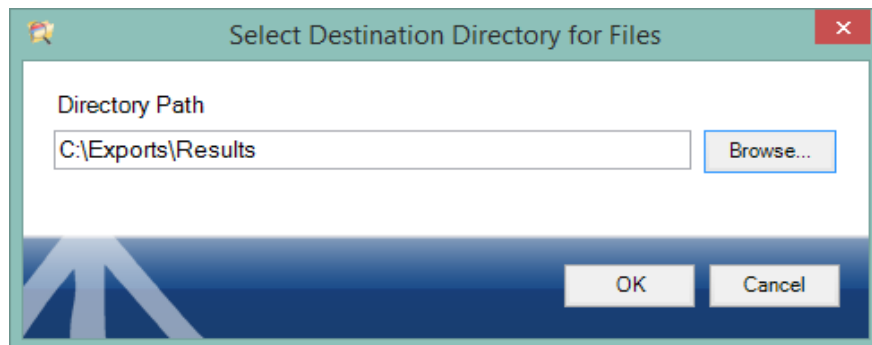 Select Destination Directory for Files
Directory Path
C:\Exports\Results
Browse...
OK
Cancel